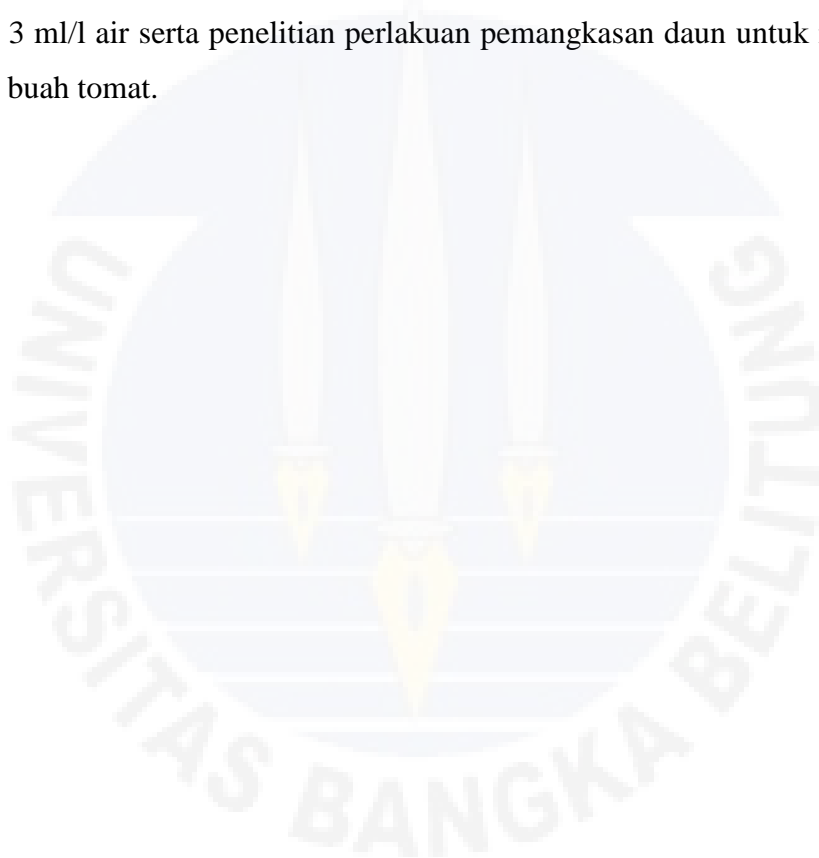 3 ml/l air serta penelitian perlakuan pemangkasan daun untuk
buah tomat.
UNIVERSITAS BANGKA BELITUNG